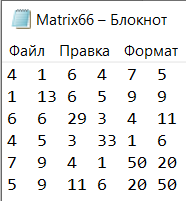 Matrix66 – Блокнот
Файл Правка Формат
4 1 6 4 7 5
1 13 6 5 9 9
6 6 29 3 4 11
4 5 3 33 1 6
7 9 4 1 50 20
5 9 11 6 20 50